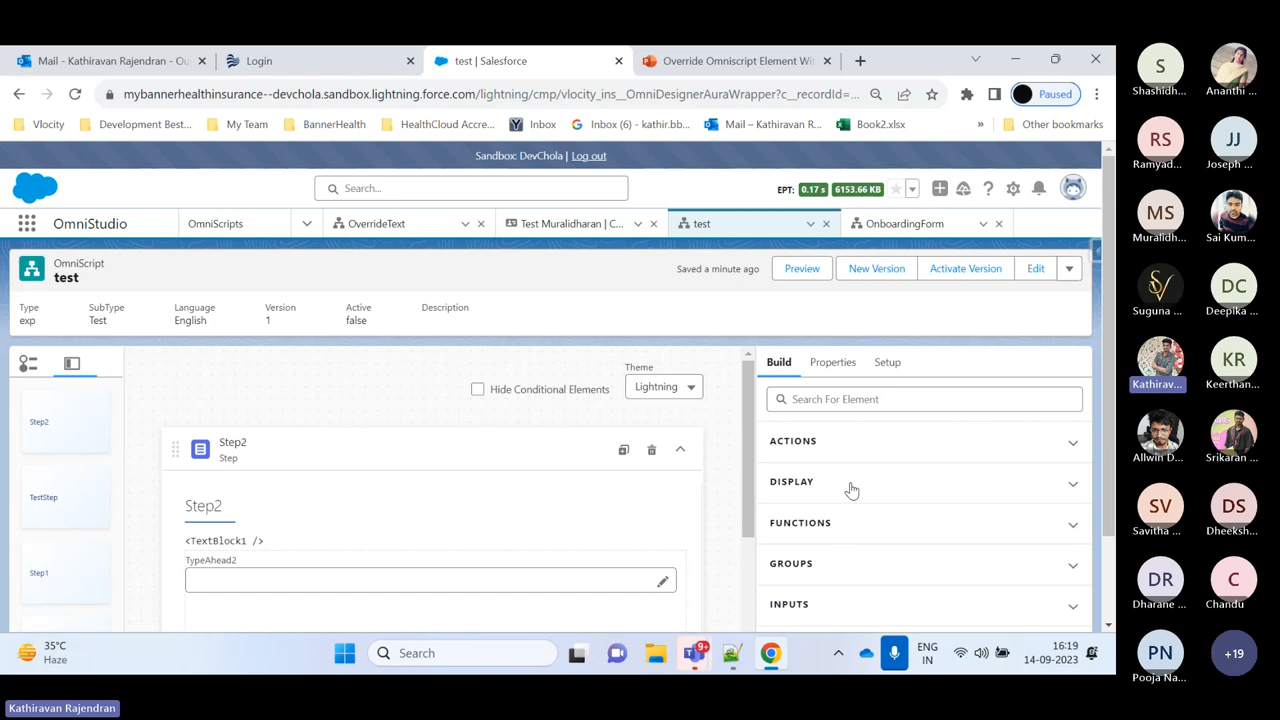 Mail - Kathiravan Rajendran - Ou
Login
test | Salesforce
Override Omniscript Element Wit
mybannerhealthinsurance--devchola.sandbox.lightning.force.com/lightning/cmp/vlocity_ins__OmniDesignerAuraWrapper?c__recordId=...
Paused
Vlocity
Development Best...
My Team
BannerHealth
HealthCloud Accre...
Inbox
Inbox (6) - kathir.bb...
Mail – Kathiravan R...
Book2.xlsx
»
Other bookmarks
Sandbox: DevChola | Log out
Search...
EPT: 0.17 s 6153.66 KB
OmniStudio
OmniScripts
OverrideText
Test Muralidharan | C...
test
OnboardingForm
OmniScript
test
Saved a minute ago
Preview
New Version
Activate Version
Edit
Type
SubType
Language
Version
Active
Description
exp
Test
English
1
false
Theme
Hide Conditional Elements
Lightning
Step2
TestStep
Step1
Step2
Step
Step2
<TextBlock1 />
TypeAhead2
Build
Properties
Setup
Search For Element
ACTIONS
DISPLAY
FUNCTIONS
GROUPS
INPUTS
35°C
Haze
Search
9+
ENG
IN
16:19
14-09-2023
S
Shashidh...
Ananthi ...
RS
Ramyad...
JJ
Joseph ...
MS
Muralidh...
Sai Kum...
SV
Suguna ...
DC
Deepika ...
Kathirav...
KR
Keerthan...
Allwin D...
Srikaran ...
SV
Savitha ...
DS
Dheeksh...
DR
Dharane ...
C
Chandu
PN
Pooja Na...
+19
Kathiravan Rajendran